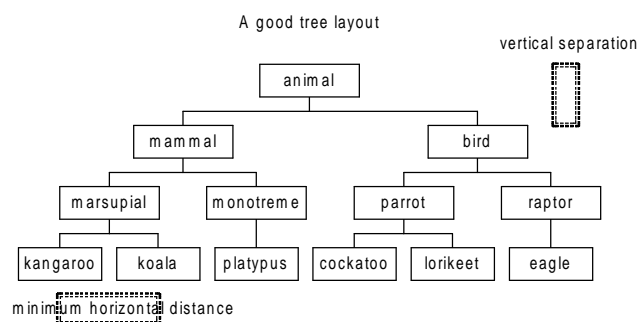 A good tree layout
vertical separation
animal
mammal
bird
marsupial
monotreme
parrot
raptor
kangaroo
koala
platypus
cockatoo
lorikeet
eagle
minimum horizontal distance